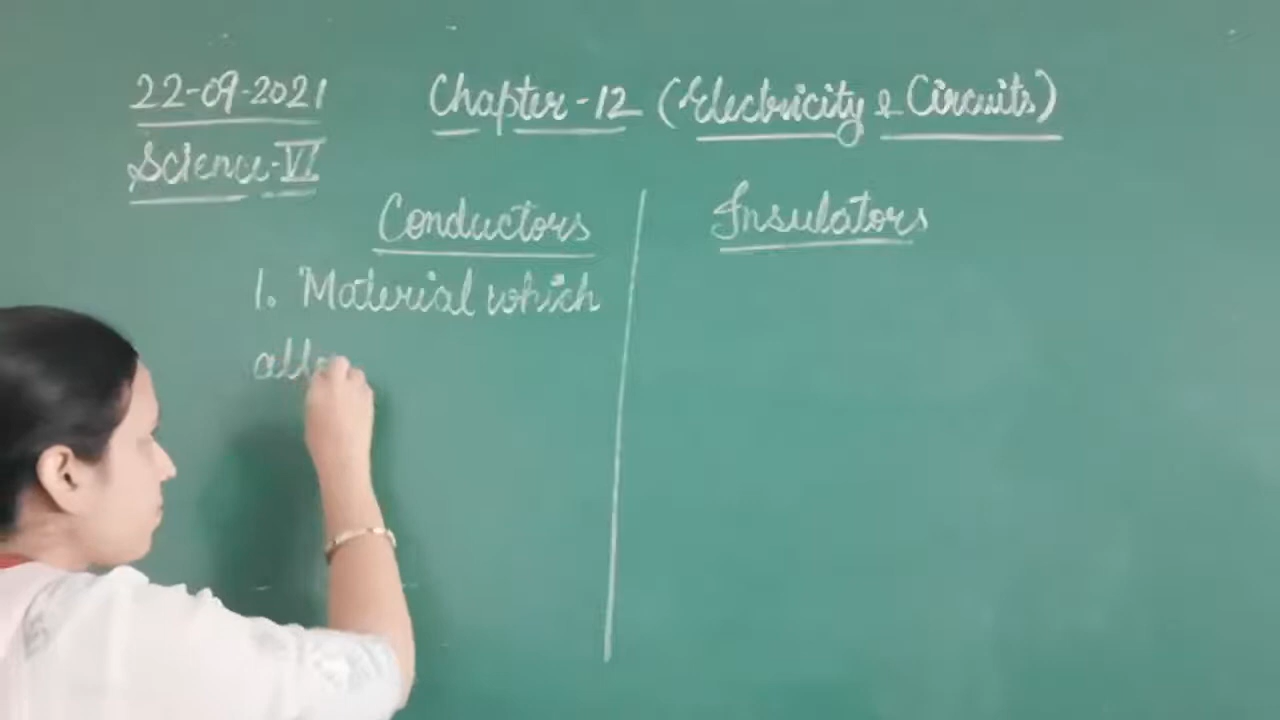 22-09-2021 Chapter-12 (Electricity & Circuits)
Science-VI
Conductors Insulators
1. Material which